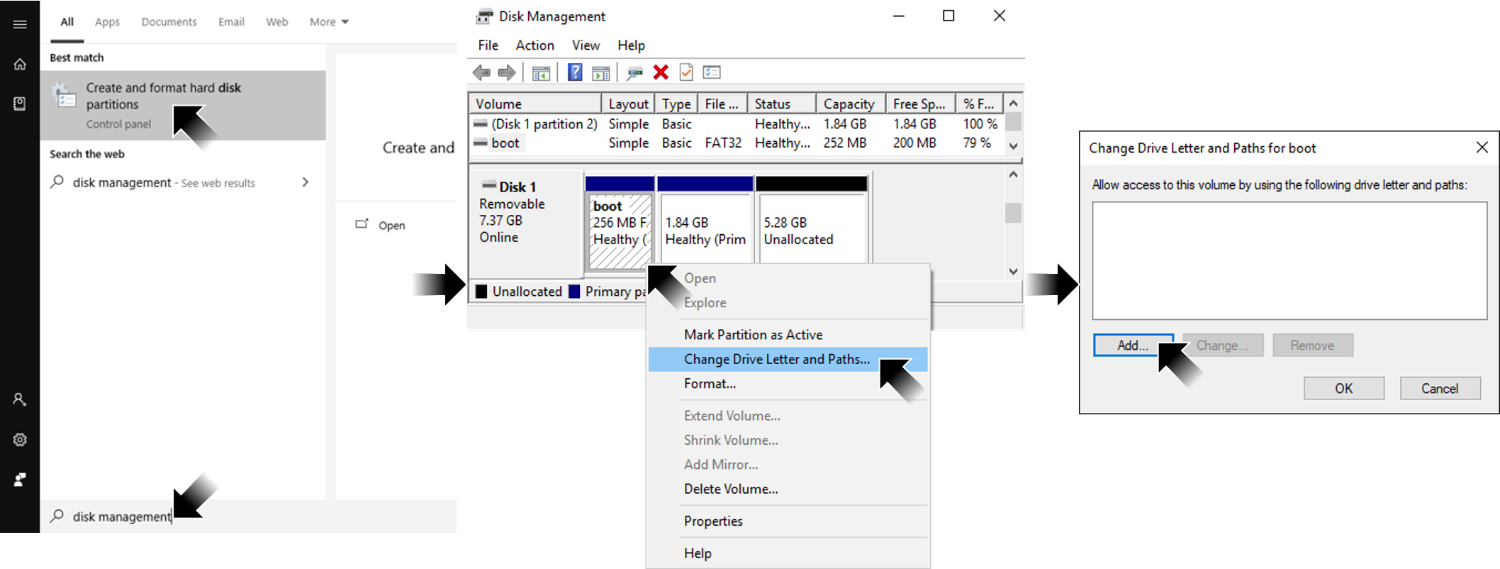 All Apps Documents Email Web More
Best match
Create and format hard disk
partitions
Control panel
Search the web
disk management - See web results
disk management
Create and
Open
Disk Management
File Action View Help
Volume Layout Type File ... Status Capacity Free Sp... % F...
(Disk 1 partition 2) Simple Basic Healthy... 1.84 GB 1.84 GB 100 %
boot Simple Basic FAT32 Healthy... 252 MB 200 MB 79 %
Disk 1
Removable
7.37 GB
Online
boot
256 MB F
Healthy (
1.84 GB
Healthy (Prim
5.28 GB
Unallocated
Unallocated Primary pa
Open
Explore
Mark Partition as Active
Change Drive Letter and Paths...
Format...
Extend Volume...
Shrink Volume...
Add Mirror...
Delete Volume...
Properties
Help
Change Drive Letter and Paths for boot
Allow access to this volume by using the following drive letter and paths:
Add... Change... Remove
OK Cancel